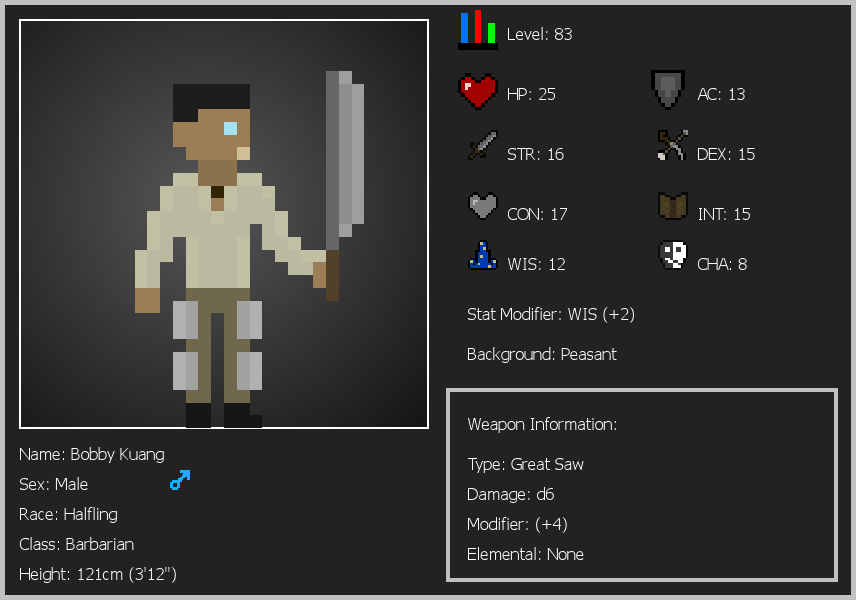 Level: 83
HP: 25
AC: 13
STR: 16
DEX: 15
CON: 17
INT: 15
WIS: 12
CHA: 8
Stat Modifier: WIS (+2)
Background: Peasant
Weapon Information:
Type: Great Saw
Damage: d6
Modifier: (+4)
Elemental: None
Name: Bobby Kuang
Sex: Male
Race: Halfling
Class: Barbarian
Height: 121cm (3'12")